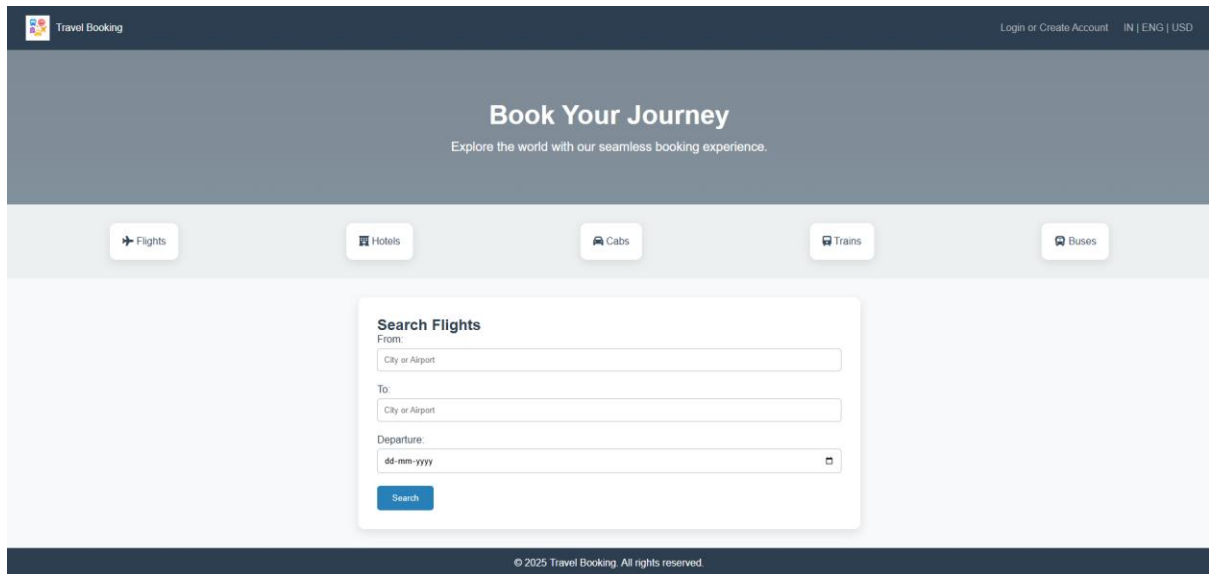 Travel Booking
Login or Create Account IN | ENG | USD
Book Your Journey
Explore the world with our seamless booking experience.
Flights
Hotels
Cabs
Trains
Buses
Search Flights
From:
City or Airport
To:
City or Airport
Departure:
dd-mm-yyyy
Search
© 2025 Travel Booking. All rights reserved.